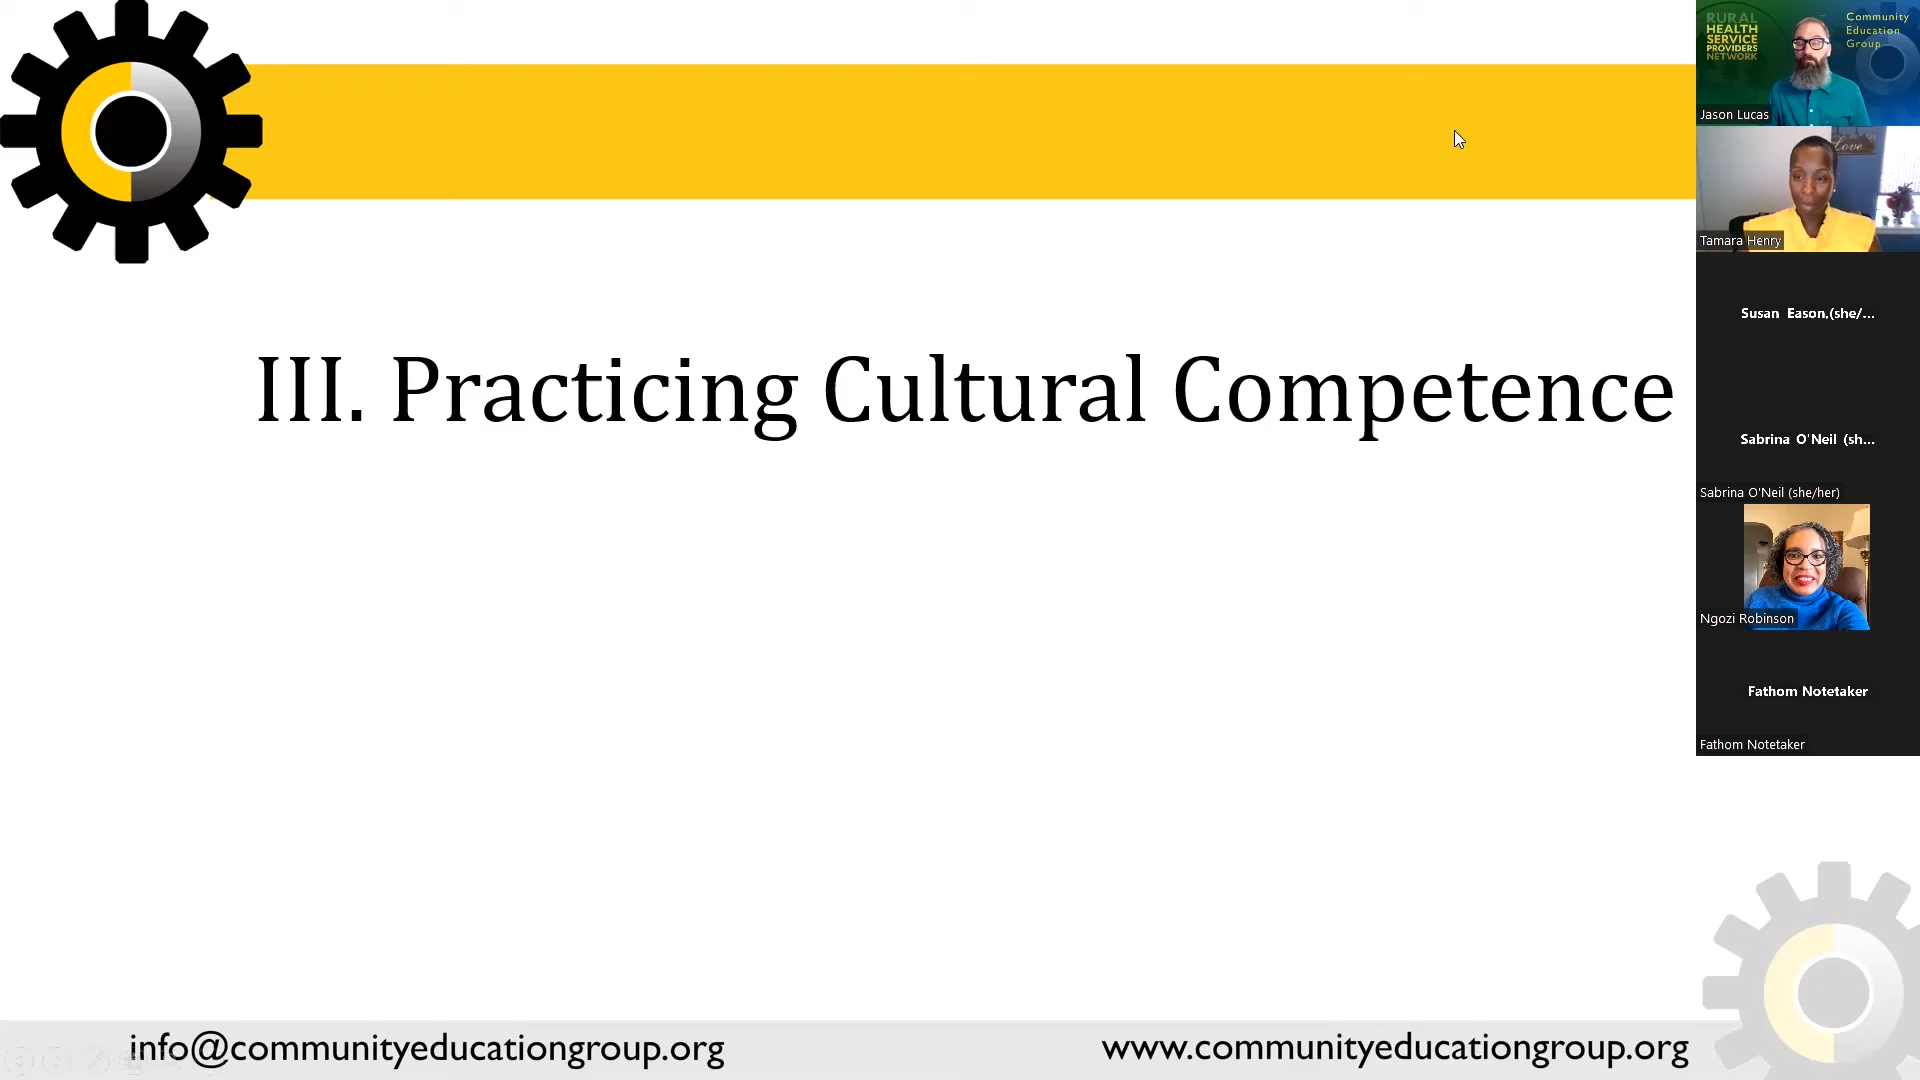 III. Practicing Cultural Competence
info@communityeducationgroup.org
www.communityeducationgroup.org
RURAL
HEALTH
SERVICE
PROVIDERS
NETWORK
Community
Education
Group
Jason Lucas
Love
Tamara Henry
Susan Eason,(she/...
Sabrina O'Neil (sh...
Sabrina O'Neil (she/her)
Ngozi Robinson
Fathom Notetaker
Fathom Notetaker